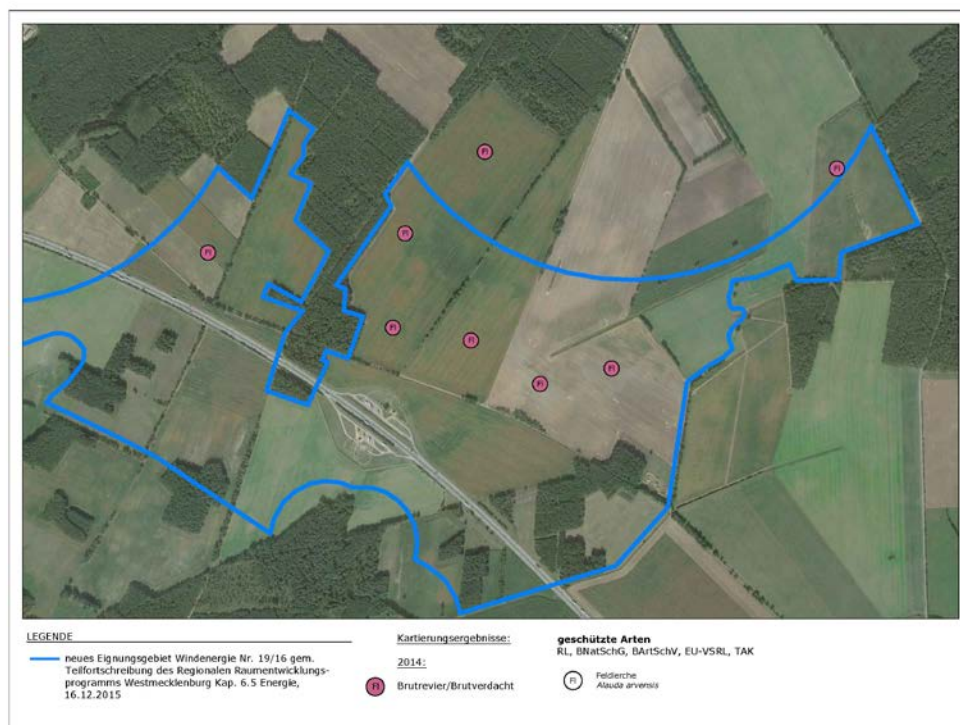 Fl
Fl
Fl
Fl
Fl
Fl
Fl
Fl
LEGENDE
neues Eignungsgebiet Windenergie Nr. 19/16 gem.
Teilfortschreibung des Regionalen Raumentwicklungs-
programms Westmecklenburg Kap. 6.5 Energie,
16.12.2015
Kartierungsergebnisse:
2014:
Fl
Brutrevier/Brutverdacht
geschützte Arten
RL, BNatSchG, BArtSchV, EU-VSRL, TAK
Fl
Feldlerche
Alauda arvensis